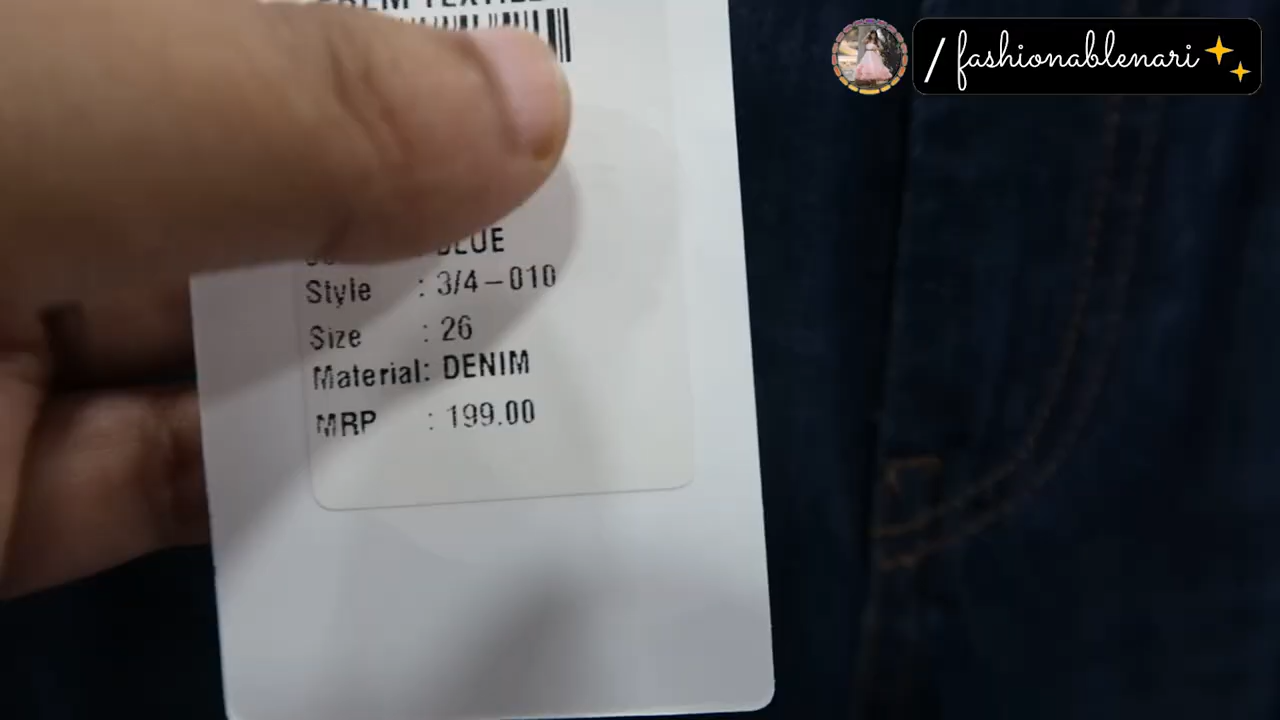 /fashionablenari
BLUE
Style : 3/4-010
Size : 26
Material: DENIM
MRP : 199.00